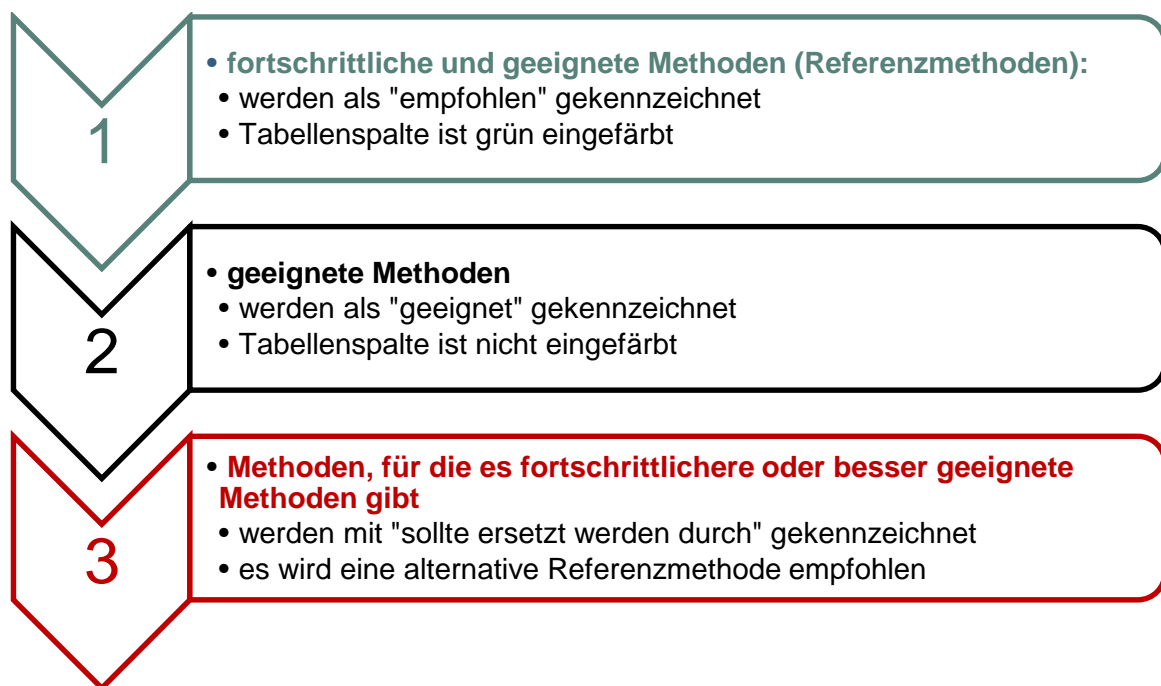 1
• fortschrittliche und geeignete Methoden (Referenzmethoden):
• werden als "empfohlen" gekennzeichnet
• Tabellenspalte ist grün eingefärbt
2
• geeignete Methoden
• werden als "geeignet" gekennzeichnet
• Tabellenspalte ist nicht eingefärbt
3
• Methoden, für die es fortschrittlichere oder besser geeignete
Methoden gibt
• werden mit "sollte ersetzt werden durch" gekennzeichnet
• es wird eine alternative Referenzmethode empfohlen